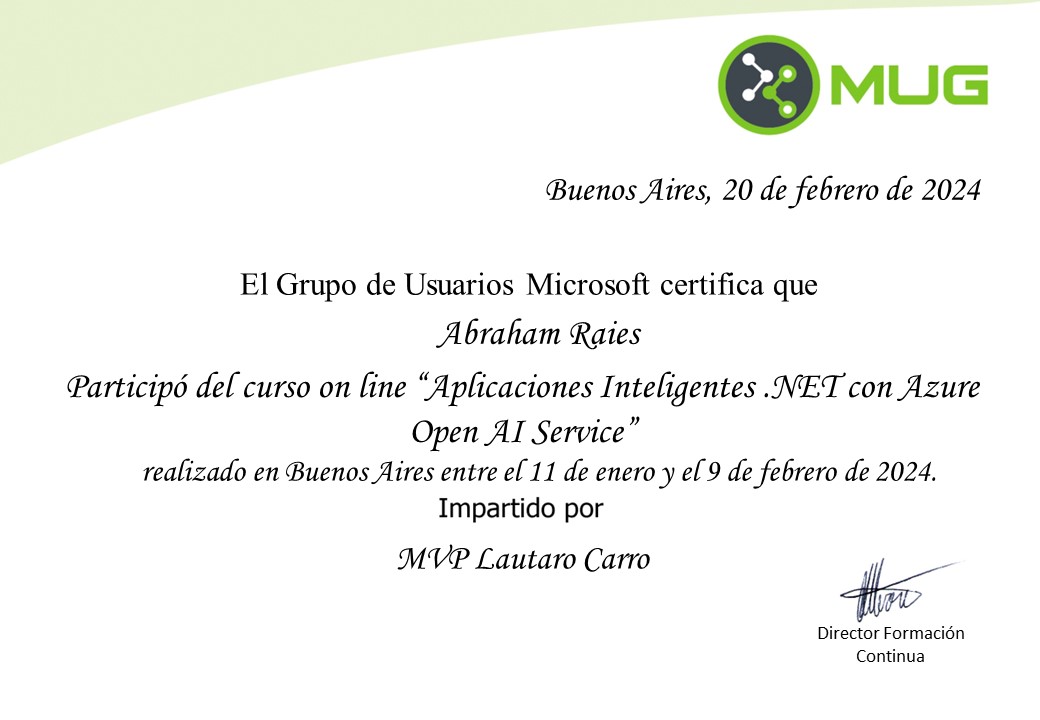 MUG
Buenos Aires, 20 de febrero de 2024
El Grupo de Usuarios Microsoft certifica que
Abraham Raies
Participó del curso on line “Aplicaciones Inteligentes .NET con Azure
Open AI Service”
realizado en Buenos Aires entre el 11 de enero y el 9 de febrero de 2024.
Impartido por
MVP Lautaro Carro
Director Formación
Continua